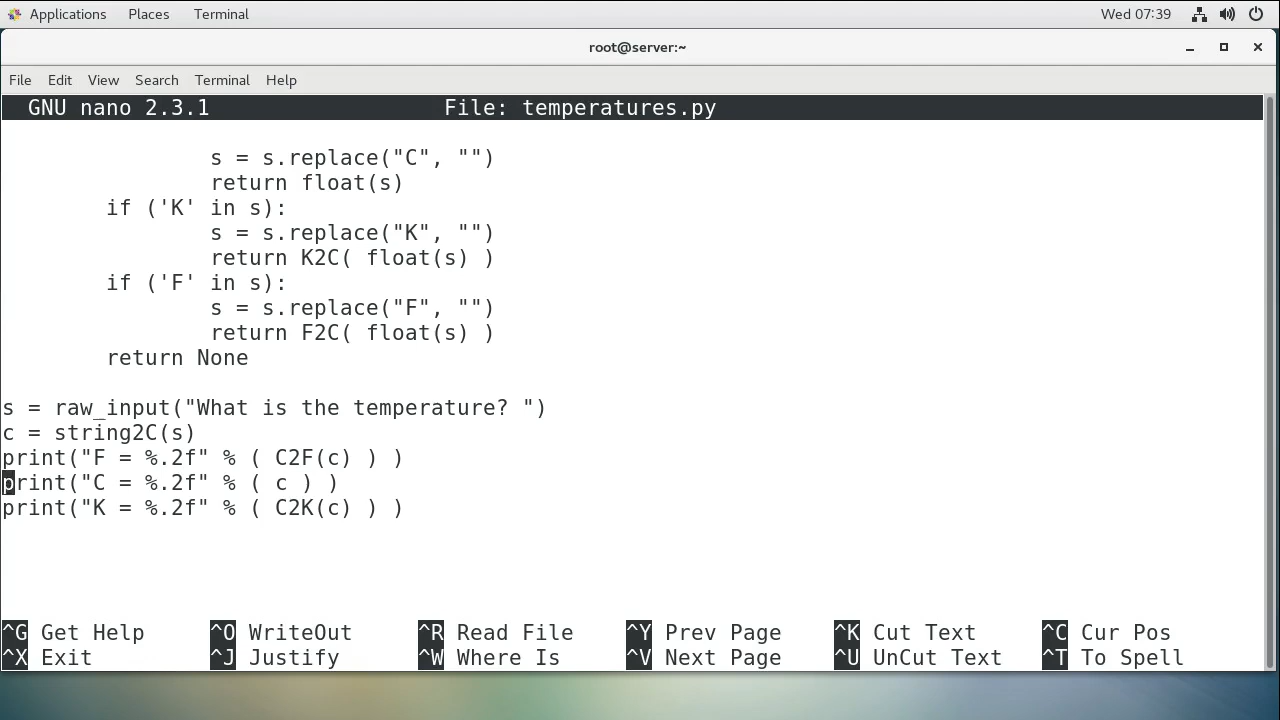 Applications Places Terminal Wed 07:39
root@server:~
File Edit View Search Terminal Help
GNU nano 2.3.1 File: temperatures.py
s = s.replace("C", "")
return float(s)
if ('K' in s):
s = s.replace("K", "")
return K2C( float(s) )
if ('F' in s):
s = s.replace("F", "")
return F2C( float(s) )
return None
s = raw_input("What is the temperature? ")
c = string2C(s)
print("F = %.2f" % ( C2F(c) ) )
print("C = %.2f" % ( c ) )
print("K = %.2f" % ( C2K(c) ) )
^G Get Help ^O WriteOut ^R Read File ^Y Prev Page ^K Cut Text ^C Cur Pos
^X Exit ^J Justify ^W Where Is ^V Next Page ^U UnCut Text ^T To Spell